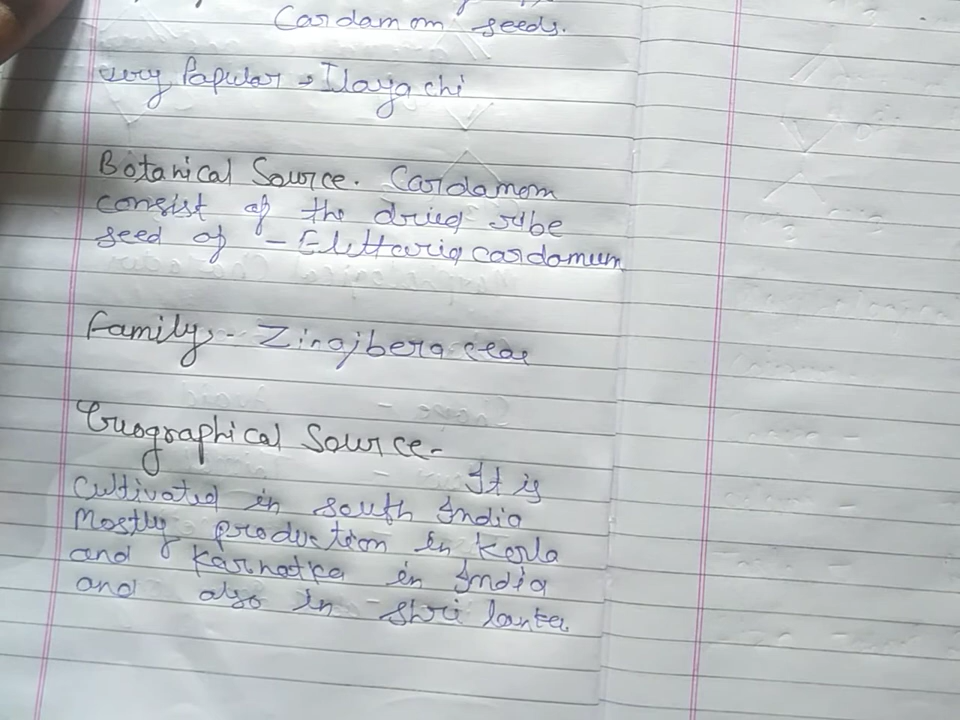 Cardamom seeds.
very Papular → Ilayachi
Botanical Source. Cardamom
consist of the dried ribe
seed of - Elettaria cardamum
Family - Zingiberaceae
Geographical Source-
It is
cultivated in south India
Mostly production in Kerla
and Karnatka in India
and also in shri lanka